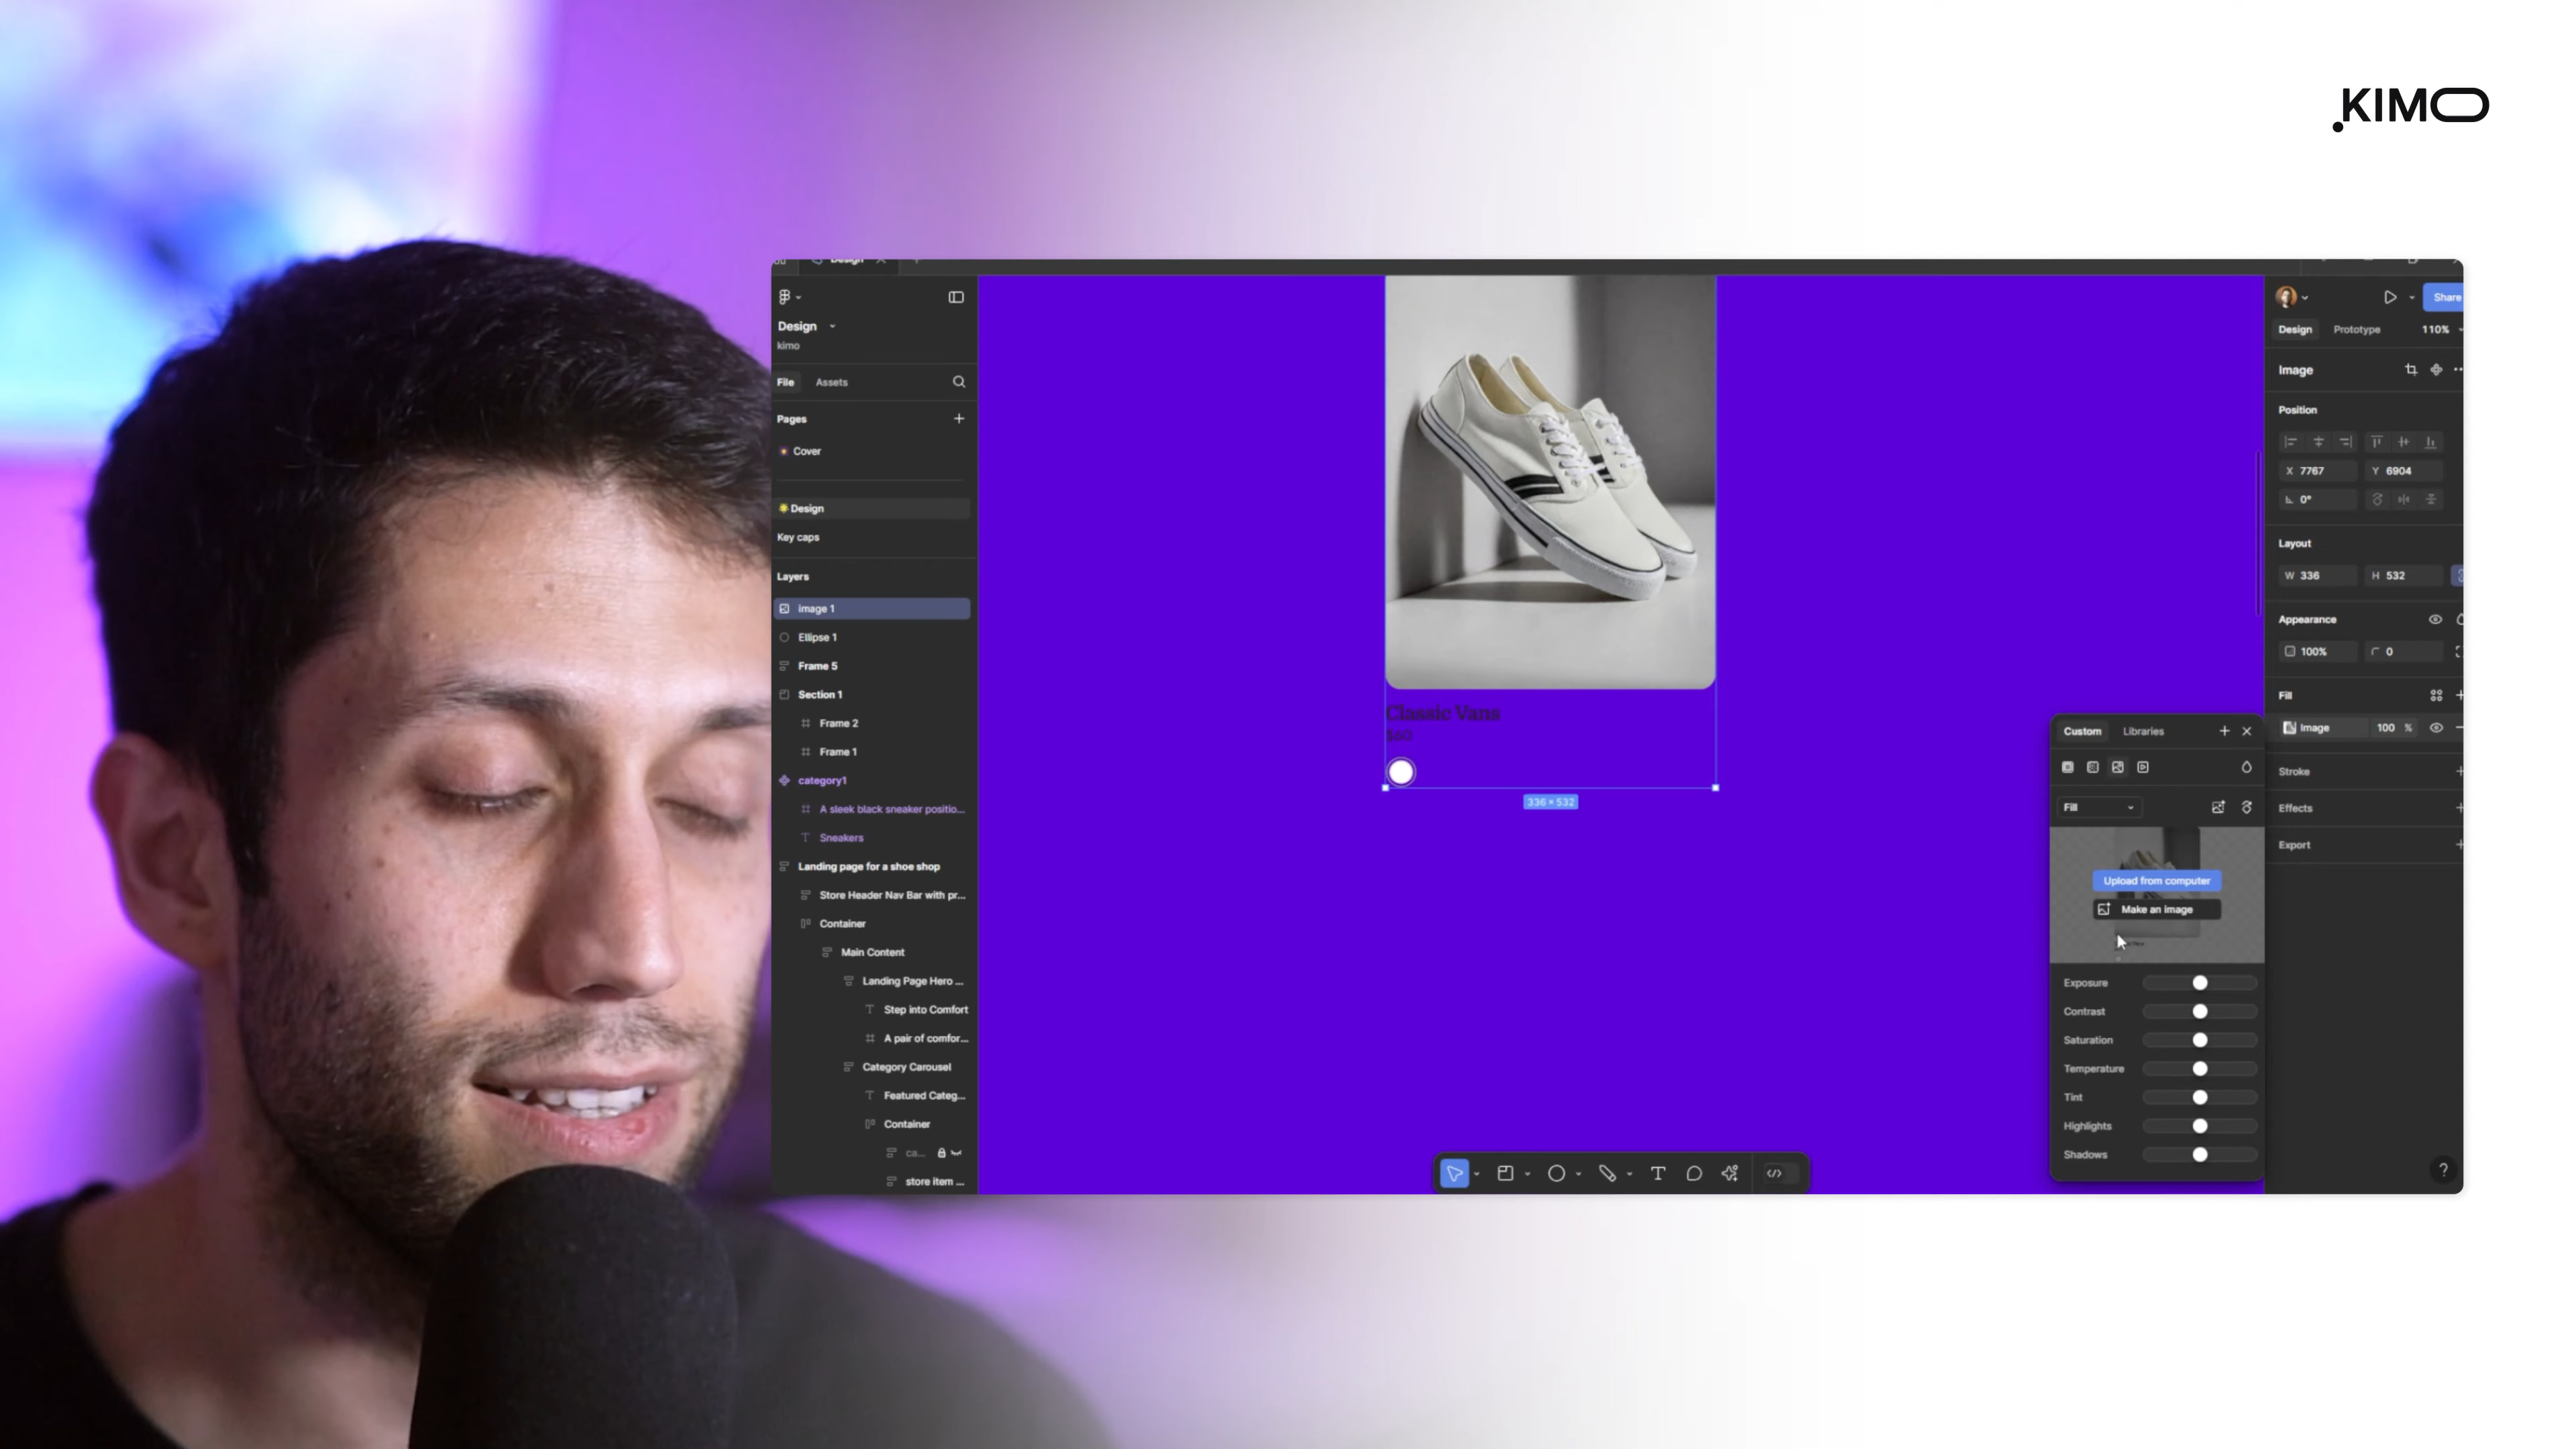 KIMO
Design
Design
kimo
File
Assets
Pages
Cover
Design
Key caps
Layers
image 1
Ellipse 1
Frame 5
Section 1
Frame 2
Frame 1
category1
A sleek black sneaker positio...
Sneakers
Landing page for a shoe shop
Store Header Nav Bar with pr...
Container
Main Content
Landing Page Hero ...
Step into Comfort
A pair of comfor...
Category Carousel
Featured Categ...
Container
ca...
store item ...
Classic Vans
$60
336 × 532
Share
Design
Prototype
110%
Image
Position
X 7767
Y 6904
0°
Layout
W 336
H 532
Appearance
100%
0
Fill
Image
100 %
Stroke
Effects
Export
Custom
Libraries
Fill
Upload from computer
Make an image
Exposure
Contrast
Saturation
Temperature
Tint
Highlights
Shadows
?